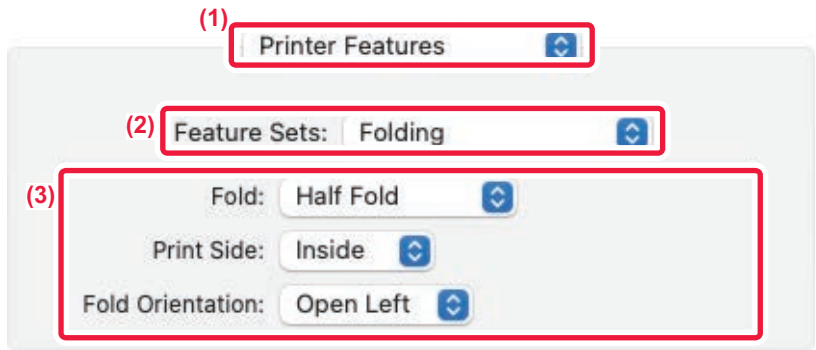 (1)
Printer Features
(2) Feature Sets: Folding
(3) Fold: Half Fold
Print Side: Inside
Fold Orientation: Open Left